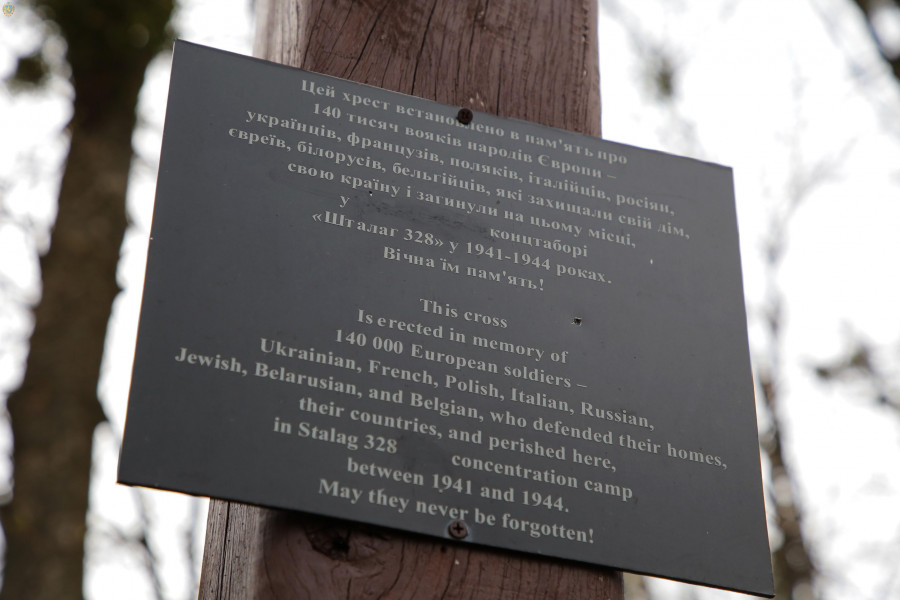 Цей хрест встановлено в пам'ять про
140 тисяч вояків народів Європи –
українців, французів, поляків, італійців, росіян,
євреїв, білорусів, бельгійців, які захищали свій дім,
свою країну і загинули на цьому місці,
у концтаборі
«Шталаг 328» у 1941-1944 роках.
Вічна їм пам'ять!
This cross
Is erected in memory of
140 000 European soldiers –
Ukrainian, French, Polish, Italian, Russian,
Jewish, Belarusian, and Belgian, who defended their homes,
their countries, and perished here,
in Stalag 328 concentration camp
between 1941 and 1944.
May they never be forgotten!